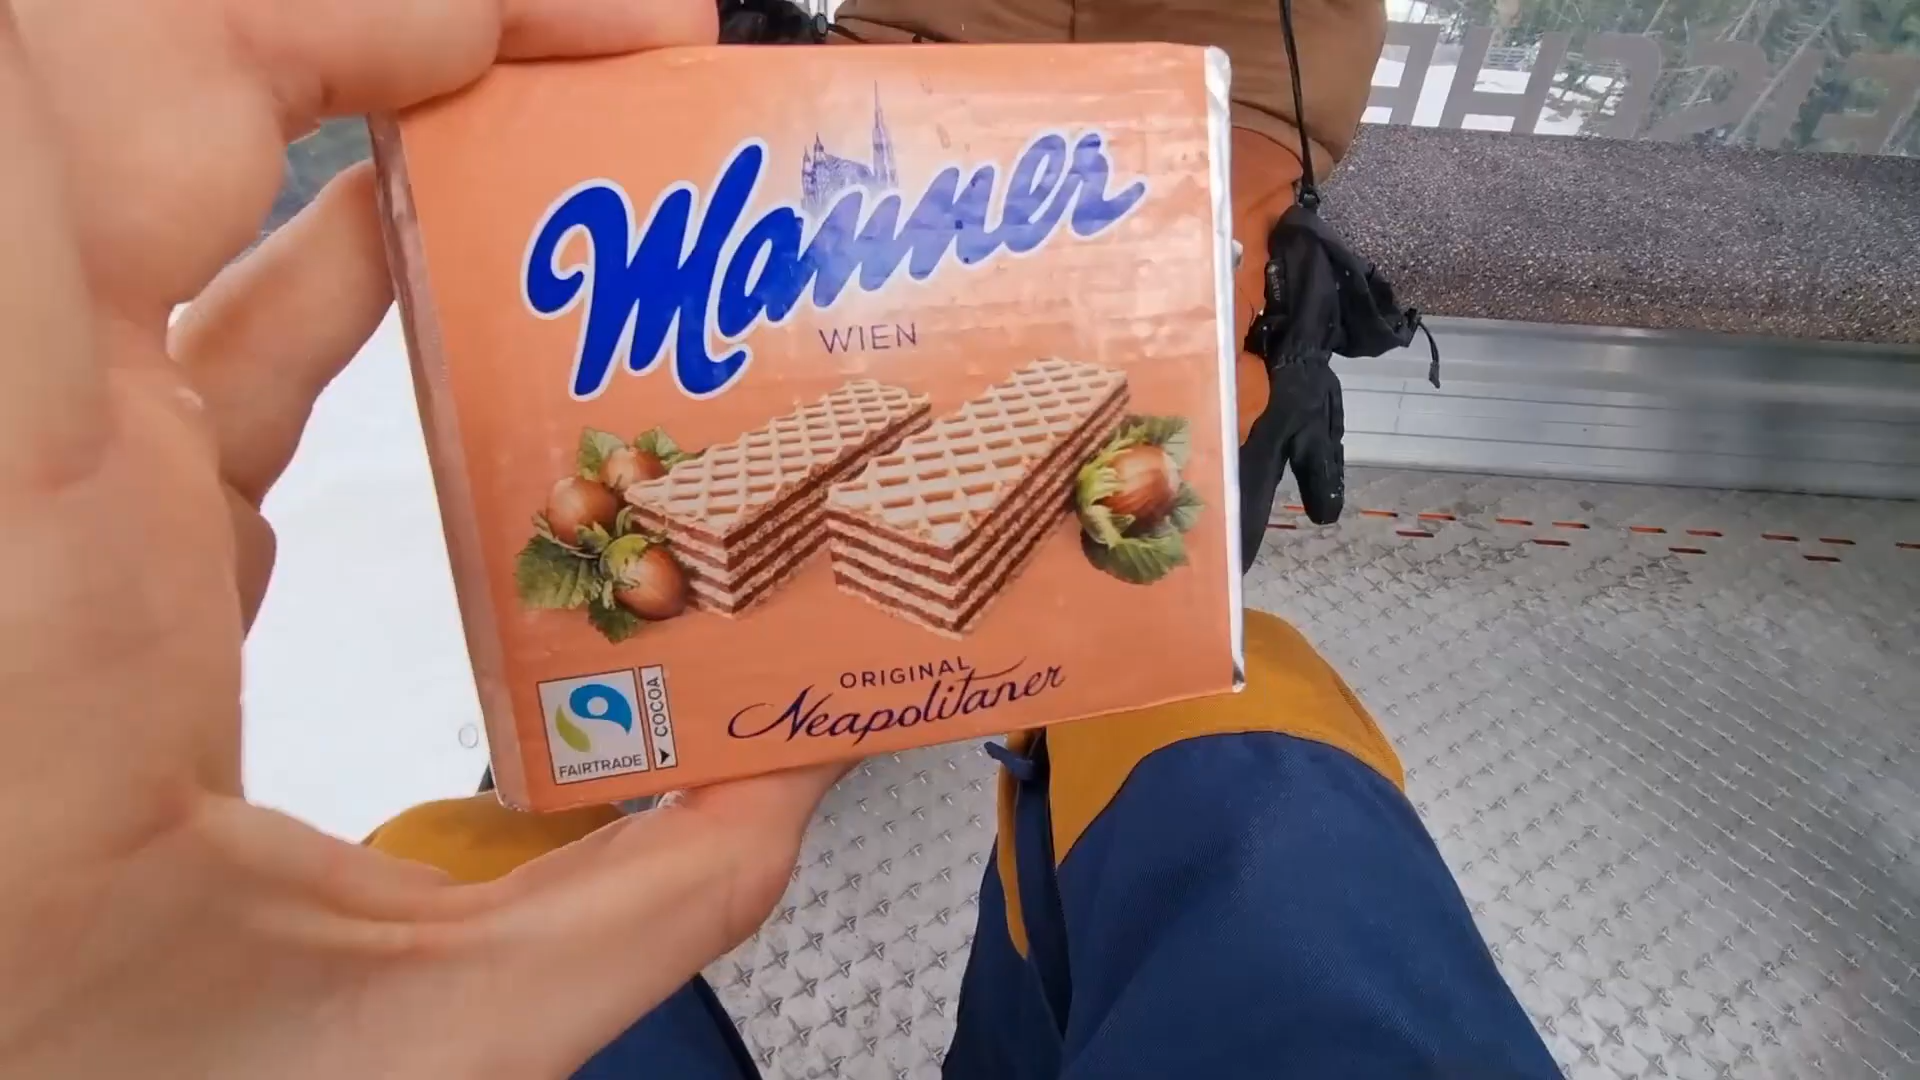 Manner
WIEN
ORIGINAL
Neapolitaner
FAIRTRADE
COCOA